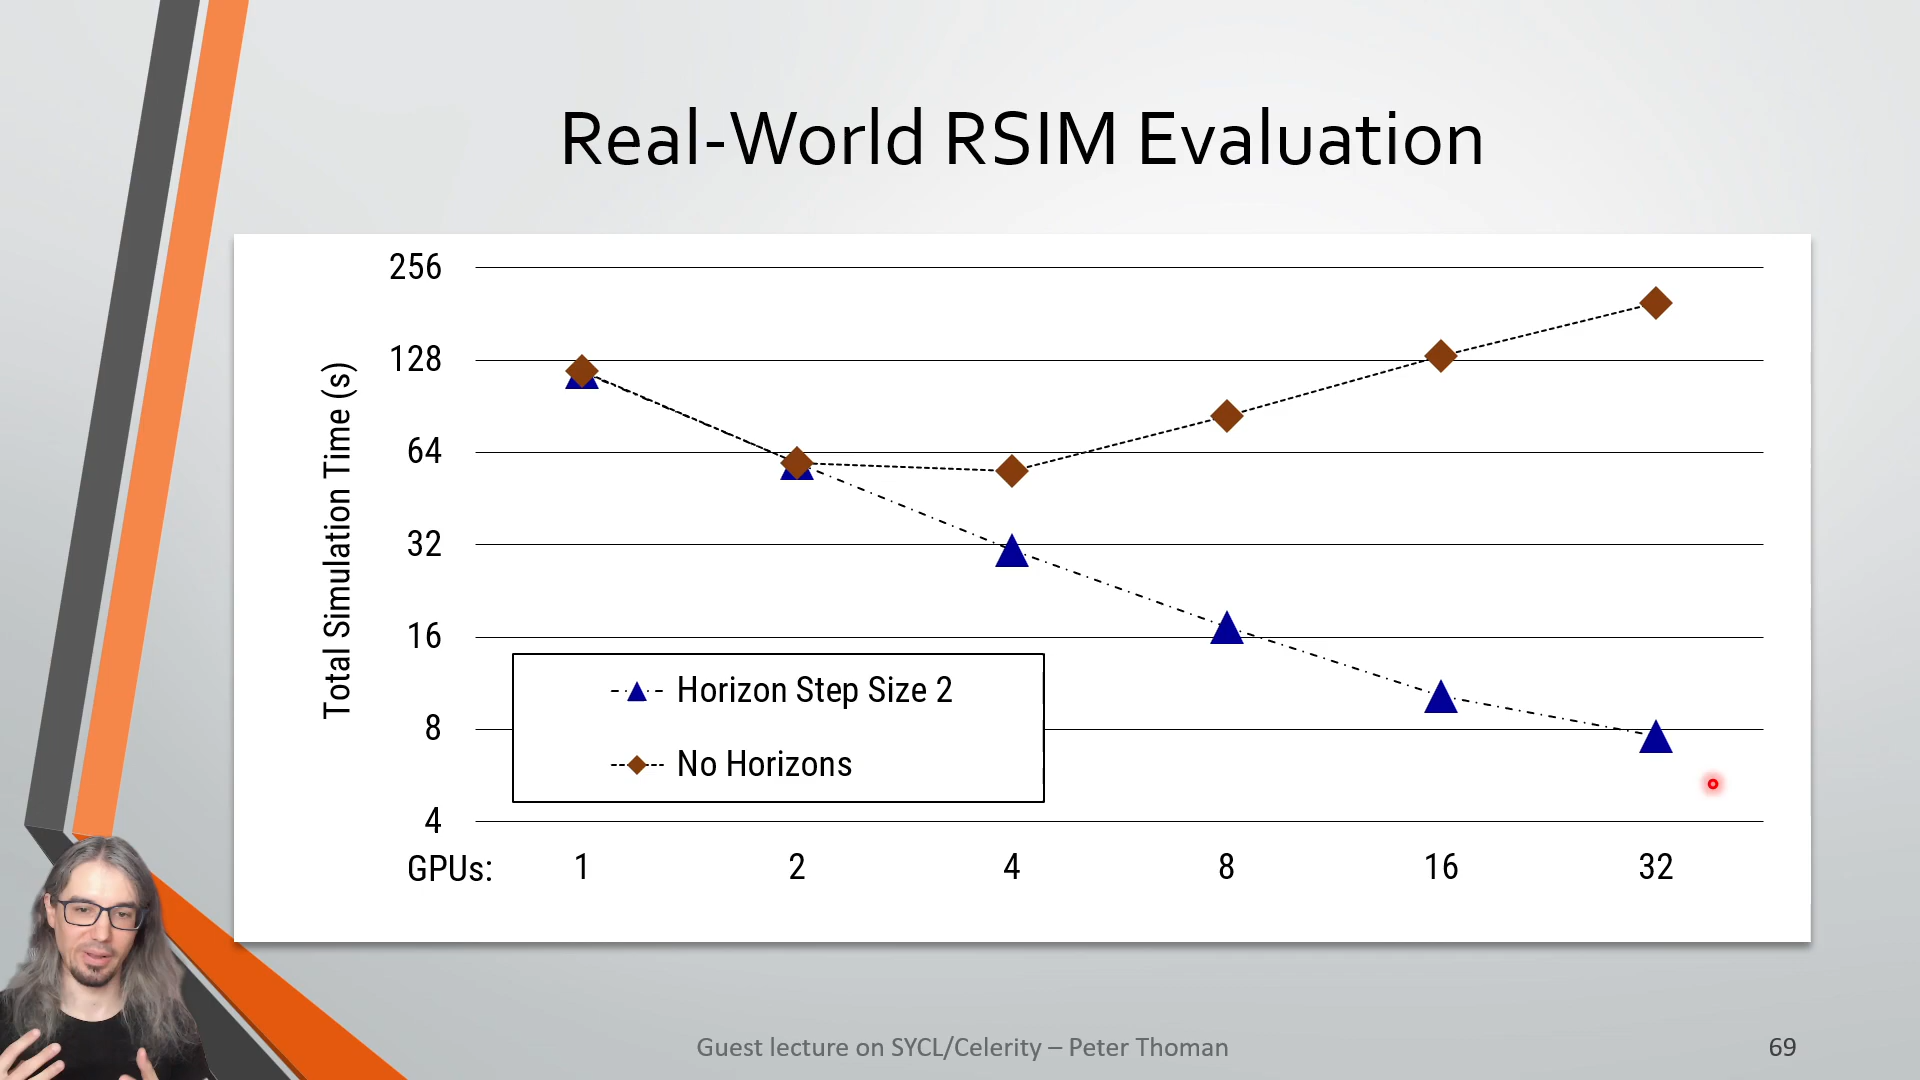 Real-World RSIM Evaluation
Total Simulation Time (s)
256
128
64
32
16
8
4
Horizon Step Size 2
No Horizons
GPUs: 1 2 4 8 16 32
Guest lecture on SYCL/Celerity – Peter Thoman
69